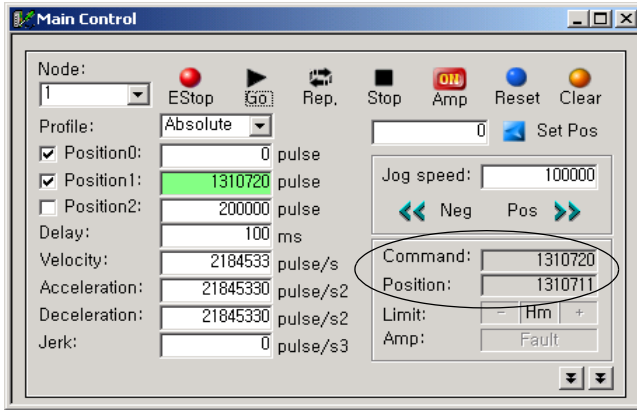 Main Control
Node:
1
EStop Go Rep. Stop Amp Reset Clear
ON
Profile: Absolute
0 Set Pos
Position0: 0 pulse
Position1: 1310720 pulse
Position2: 200000 pulse
Delay: 100 ms
Velocity: 2184533 pulse/s
Acceleration: 21845330 pulse/s2
Deceleration: 21845330 pulse/s2
Jerk: 0 pulse/s3
Jog speed: 100000
Neg Pos
Command: 1310720
Position: 1310711
Limit: - Hm +
Amp: Fault